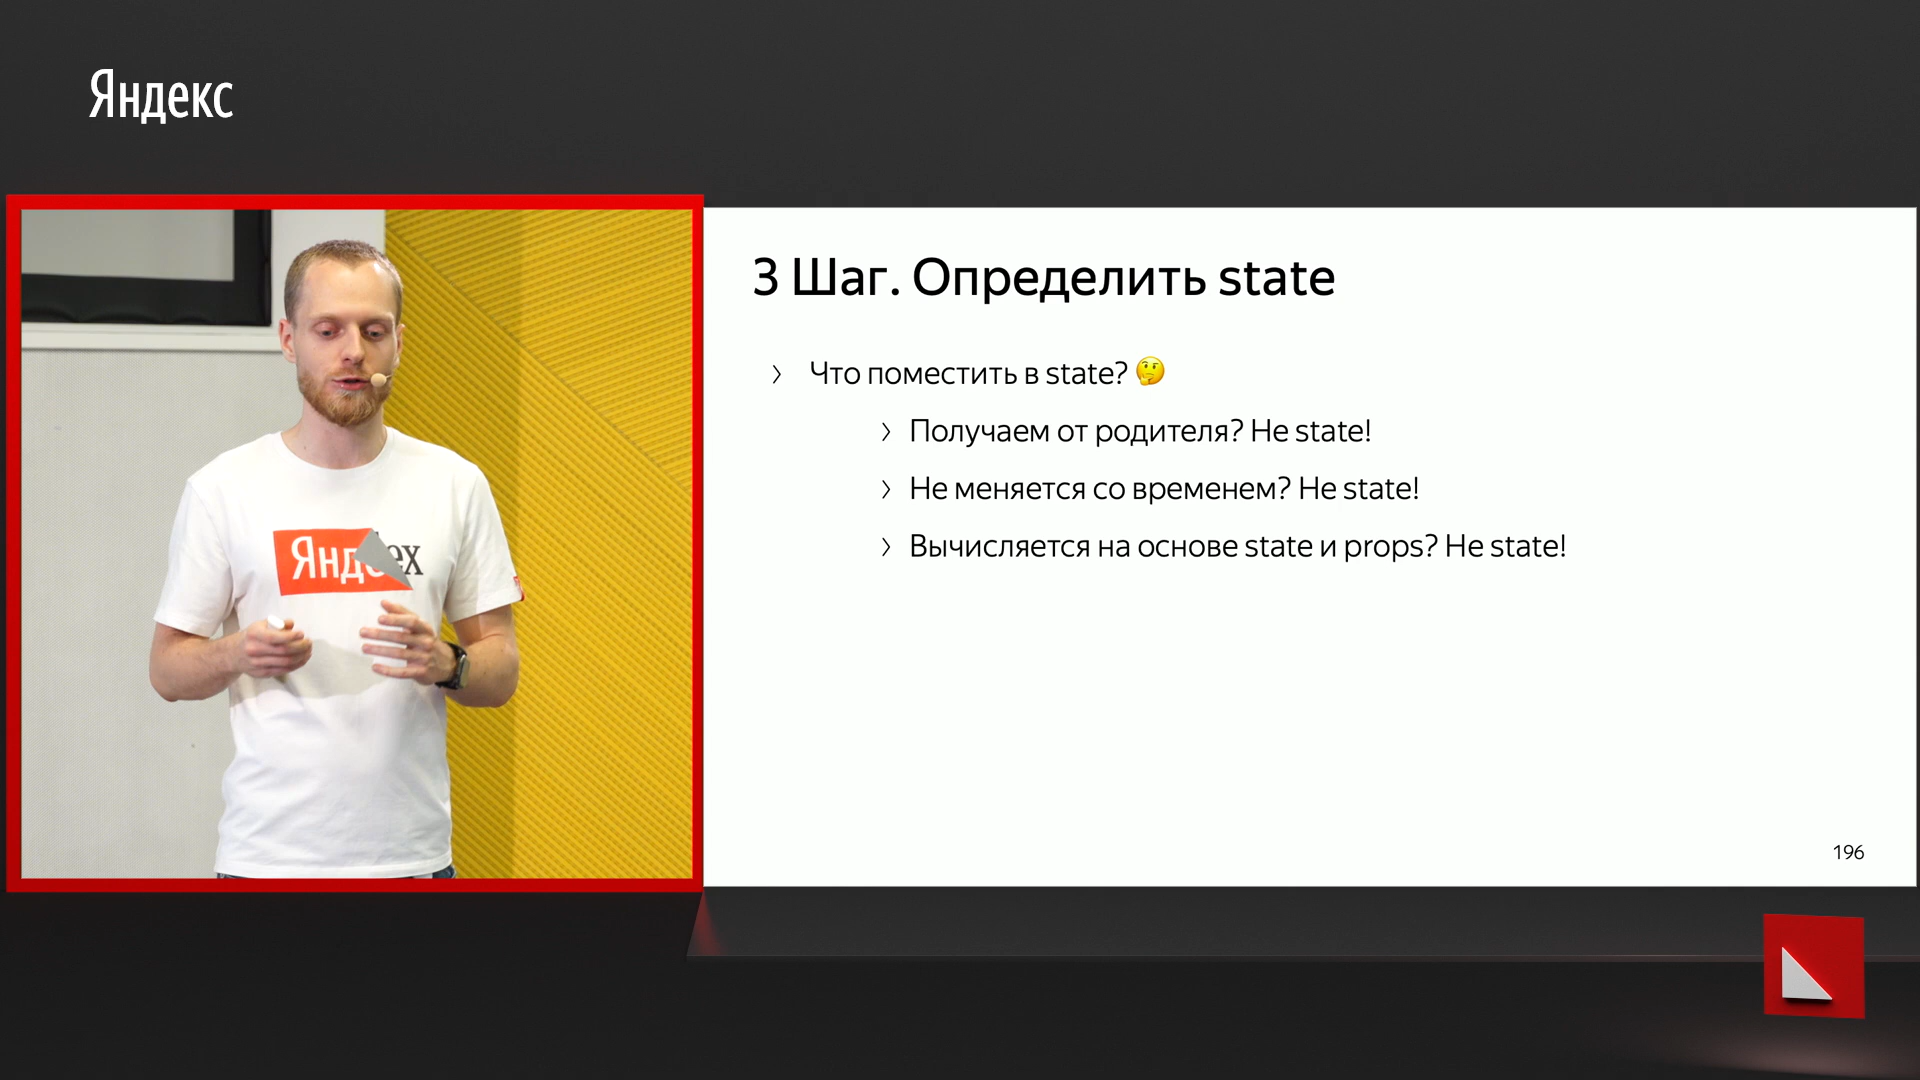 Яндекс
3 Шаг. Определить state
› Что поместить в state? 🤔
› Получаем от родителя? Не state!
› Не меняется со временем? Не state!
› Вычисляется на основе state и props? Не state!
196